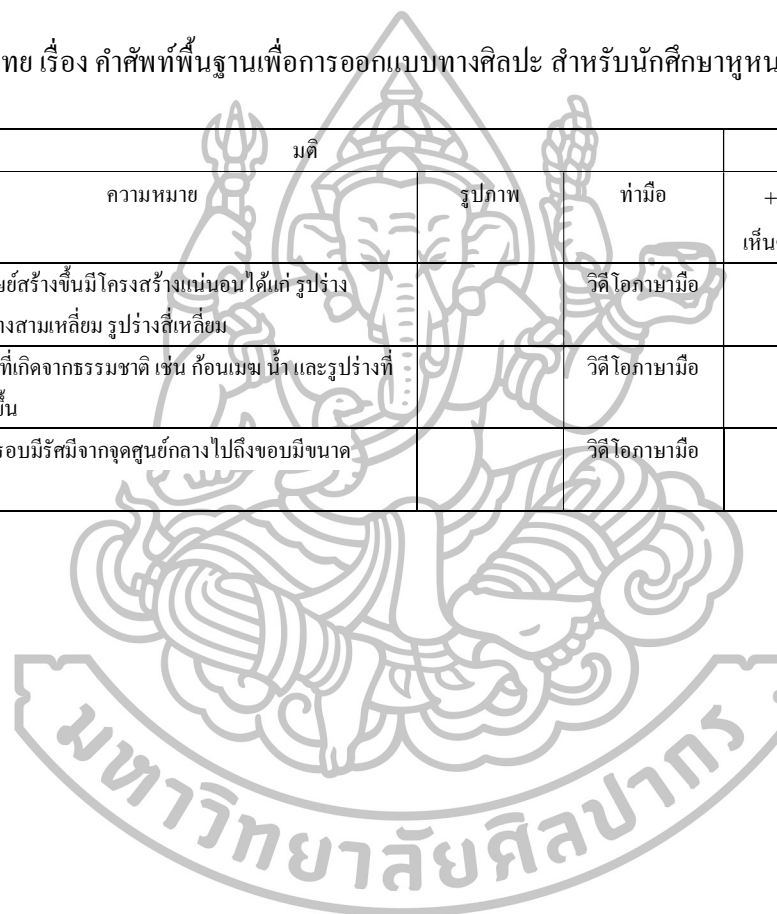 ทย เรื่อง คำศัพท์พื้นฐานเพื่อการออกแบบทางศิลปะ สำหรับนักศึกษาหูหน
มติ
ความหมาย รูปภาพ ท่ามือ +
เห็น
ษย์สร้างขึ้นมีโครงสร้างแน่นอนได้แก่ รูปร่าง วิดีโอภาษามือ
างสามเหลี่ยม รูปร่างสี่เหลี่ยม
ที่เกิดจากธรรมชาติ เช่น ก้อนเมฆ น้ำ และรูปร่างที่ วิดีโอภาษามือ
ขึ้น
รอบมีรัศมีจากจุดศูนย์กลางไปถึงขอบมีขนาด วิดีโอภาษามือ
มหาวิทยาลัยศิลปากร